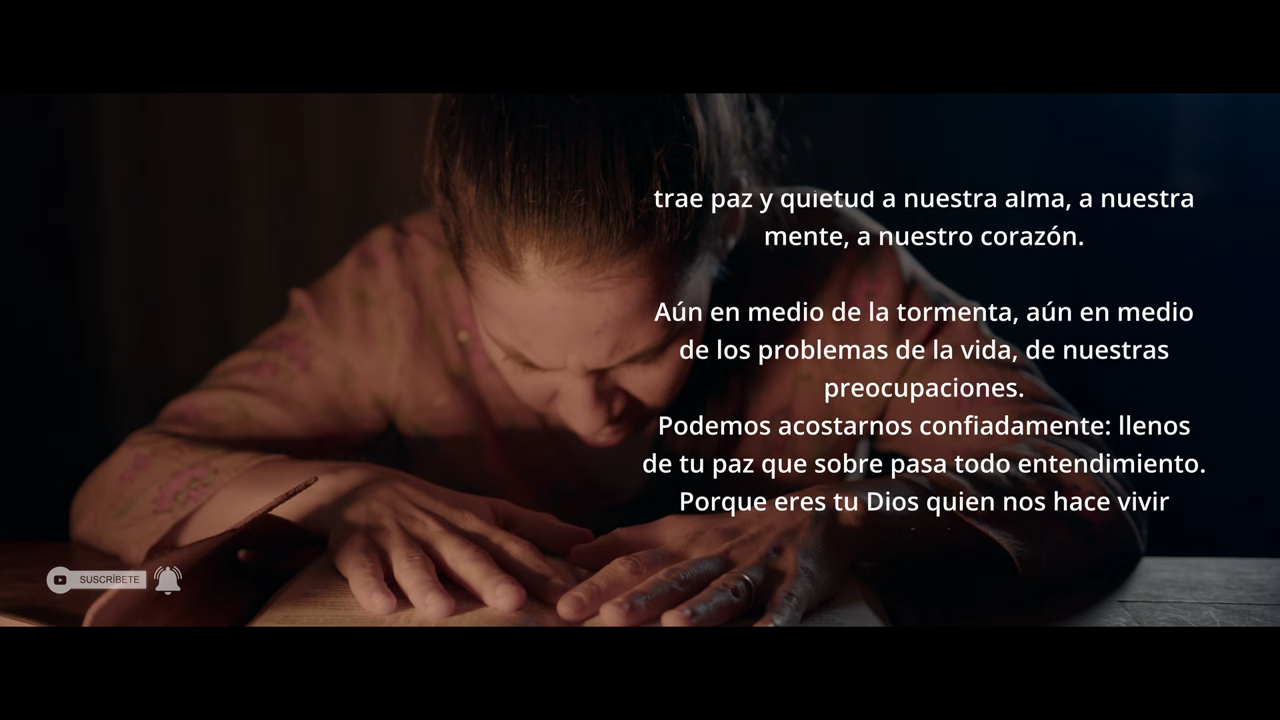 trae paz y quietud a nuestra alma, a nuestra
mente, a nuestro corazón.
Aún en medio de la tormenta, aún en medio
de los problemas de la vida, de nuestras
preocupaciones.
Podemos acostarnos confiadamente: llenos
de tu paz que sobre pasa todo entendimiento.
Porque eres tu Dios quien nos hace vivir
SUSCRÍBETE